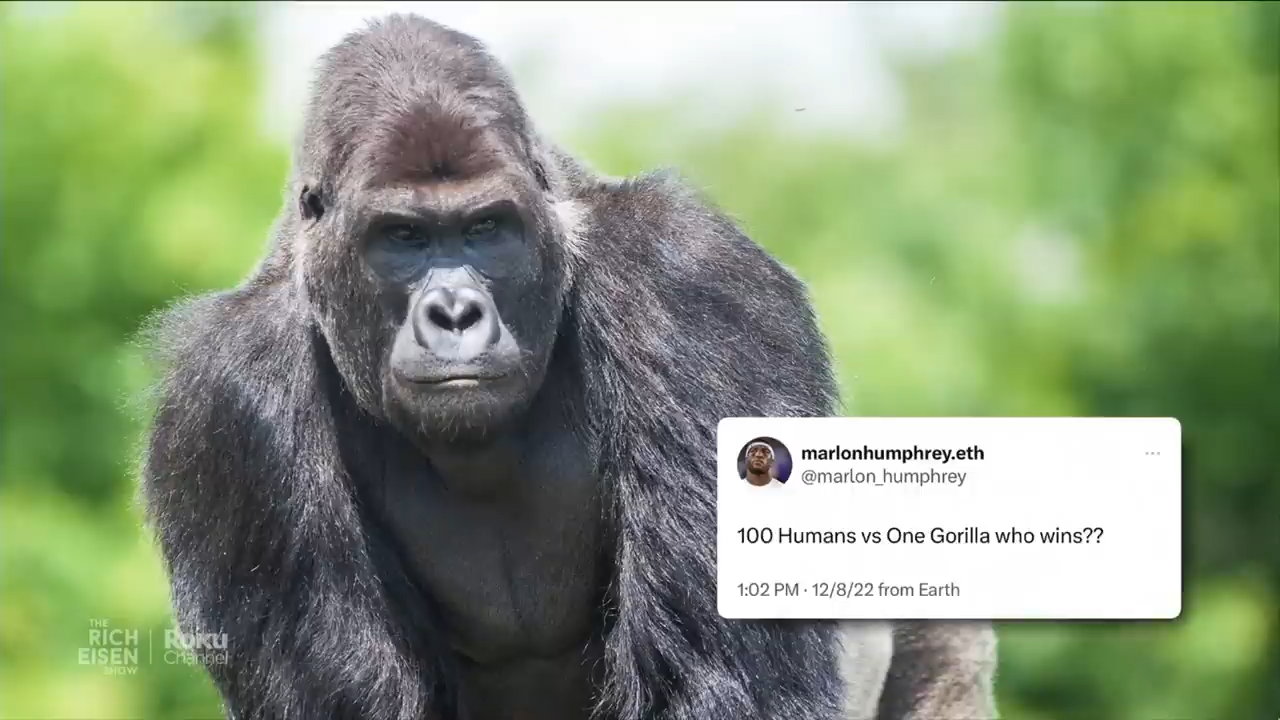 marlonhumphrey.eth
@marlon_humphrey
100 Humans vs One Gorilla who wins??
1:02 PM · 12/8/22 from Earth
THE
RICH
EISEN
SHOW
Roku
Channel